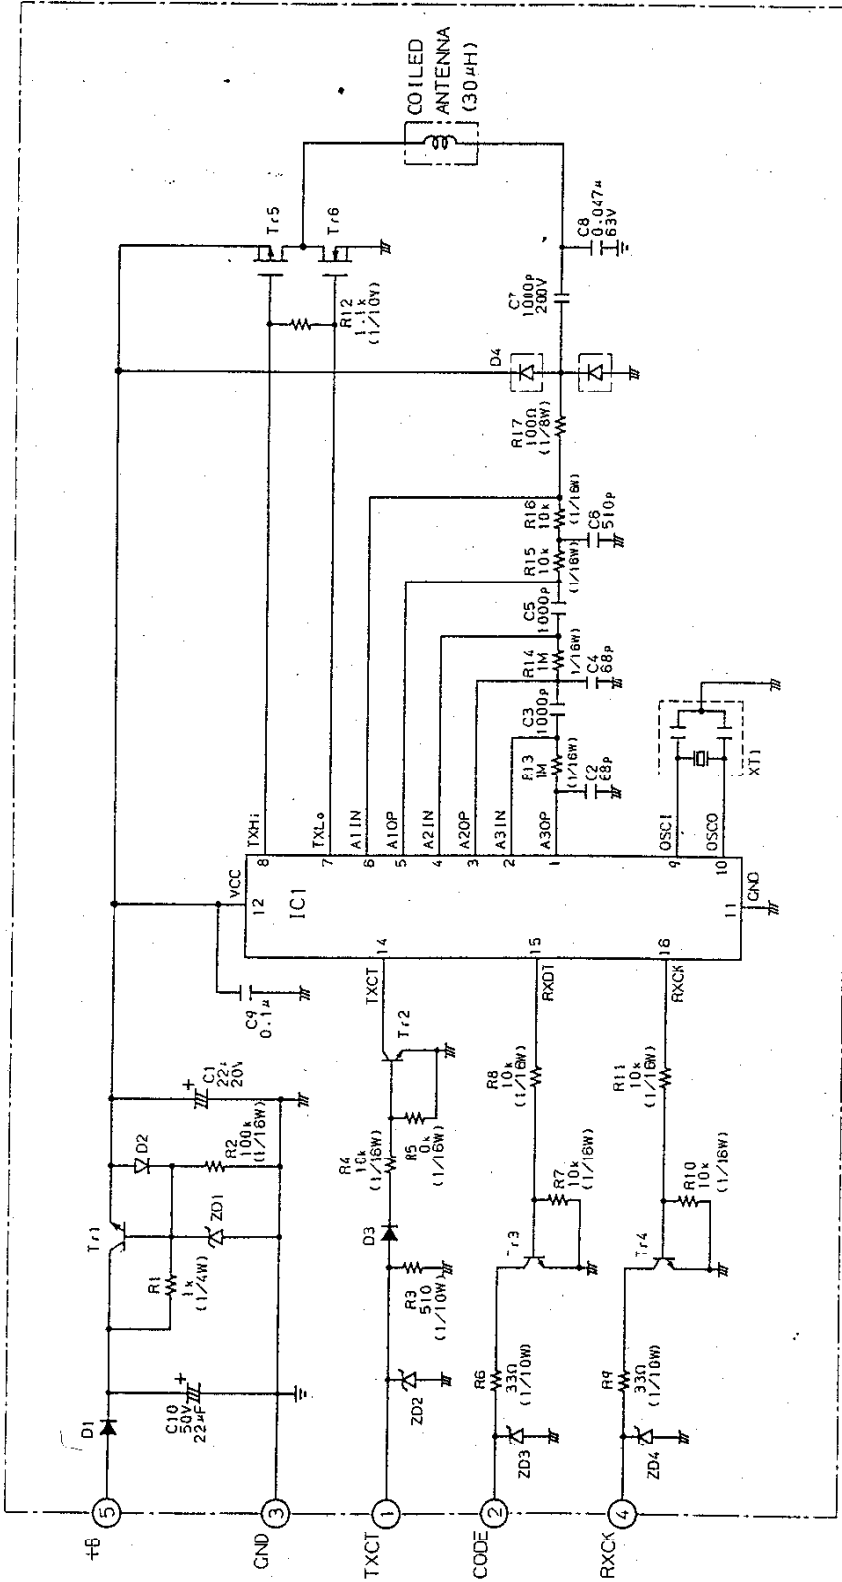 +B
5
D1
C10
50V
22µF
+
R1
1k
(1/4W)
Tr1
ZD1
D2
R2
100k
(1/16W)
C1
20V
+
C9
0.1µ
GND
3
TXCT
1
ZD2
R3
510
(1/10W)
D3
R4
10k
(1/16W)
R5
(1/16W)
Tr2
CODE
2
ZD3
R6
33Ω
(1/10W)
Tr3
R7
10k
(1/16W)
R8
10k
(1/16W)
RXCK
4
ZD4
R9
33Ω
(1/10W)
Tr4
R10
10k
(1/16W)
R11
10k
(1/16W)
IC1
12
VCC
14
TXCT
15
RXDT
16
RXCK
8
TXHi
7
TXLo
6
A1IN
5
A1OP
4
A2IN
3
A2OP
2
A3IN
1
A3OP
9
OSCI
10
OSCO
11
GND
XT1
R13
1M
(1/16W)
C2
68p
C3
1000p
R14
1M
1/16W)
C4
68p
C5
1000p
R15
10k
(1/16W)
R16
10k
(1/16W)
C6
510p
R17
100Ω
(1/8W)
D4
C7
1000p
200V
C8
0.047µ
63V
R12
(1/10W)
Tr5
Tr6
COILED
ANTENNA
(30µH)